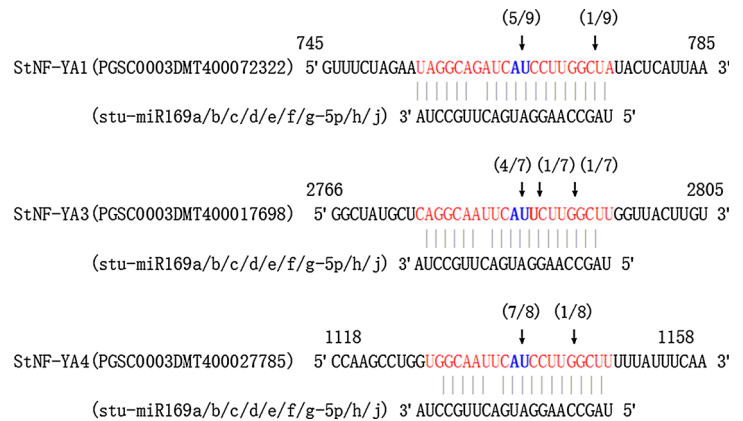 (5/9) (1/9)
745 785
StNF-YA1(PGSC0003DMT400072322) 5'GUUUCUAGAAUAGGCAGAUCAUCCUUGGCUAUACUCAUUAA 3'
(stu-miR169a/b/c/d/e/f/g-5p/h/j) 3'AUCCGUUCAGUAGGAACCGAU 5'
(4/7) (1/7) (1/7)
2766 2805
StNF-YA3(PGSC0003DMT400017698) 5'GGCUAUGCUCAGGCAAUUCAUUCUUGGCUUGGUUACUUGU 3'
(stu-miR169a/b/c/d/e/f/g-5p/h/j) 3'AUCCGUUCAGUAGGAACCGAU 5'
(7/8) (1/8)
1118 1158
StNF-YA4(PGSC0003DMT400027785) 5'CCAAGCCUGGUGGCAAUUCAUCCUUGGCUUUUUAUUUCAA 3'
(stu-miR169a/b/c/d/e/f/g-5p/h/j) 3'AUCCGUUCAGUAGGAACCGAU 5'